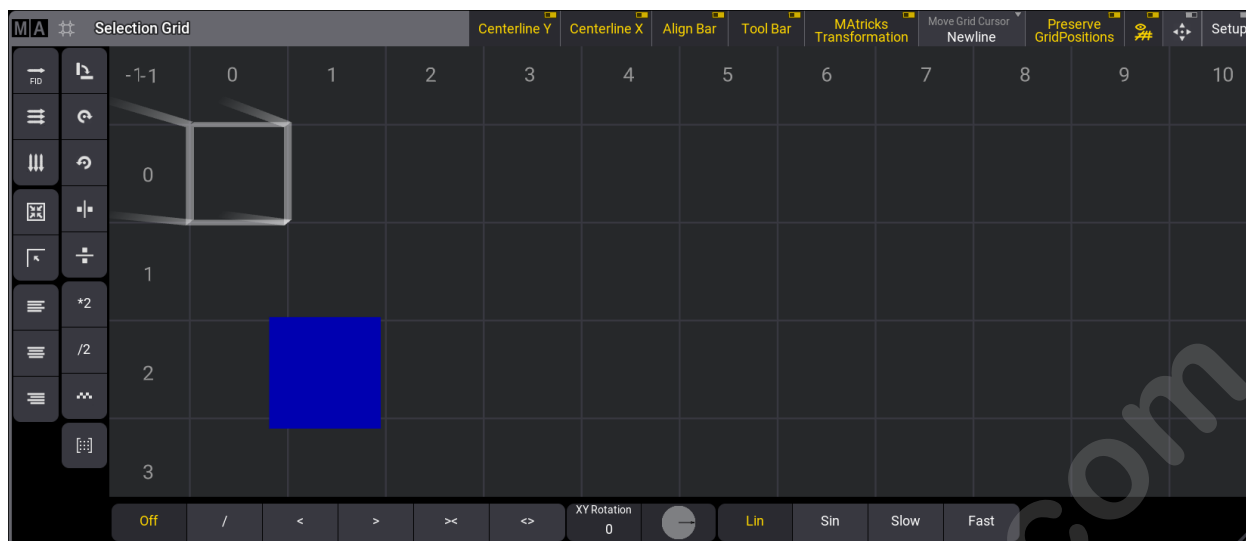 MA Selection Grid Centerline Y Centerline X Align Bar Tool Bar MAtricks Transformation Move Grid Cursor Newline Preserve GridPositions Setup
FID
-1-1 0 1 2 3 4 5 6 7 8 9 10
0
1
*2
/2
2
3
Off / < > >< <> XY Rotation 0 Lin Sin Slow Fast
com